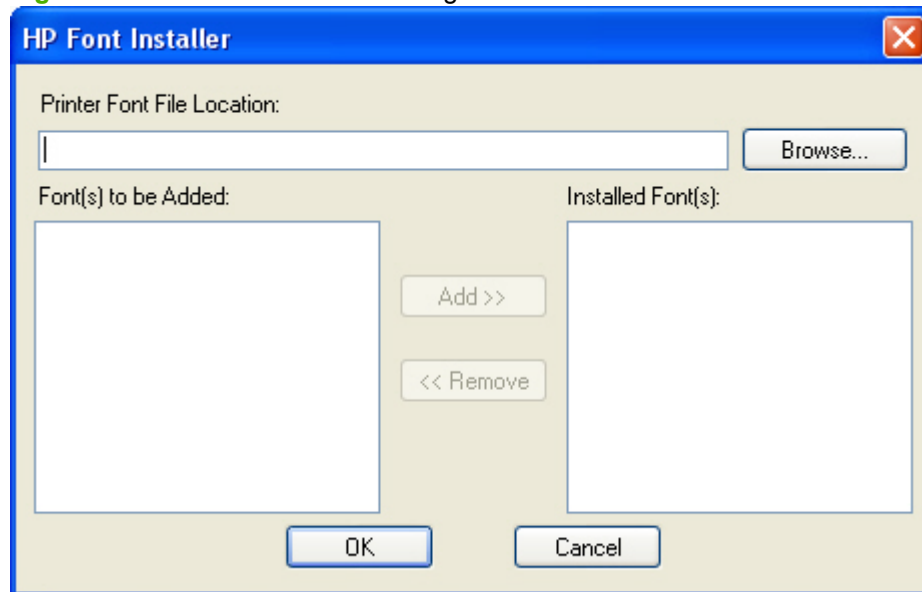 HP Font Installer
Printer Font File Location:
Browse...
Font(s) to be Added:
Installed Font(s):
Add >>
<< Remove
OK
Cancel